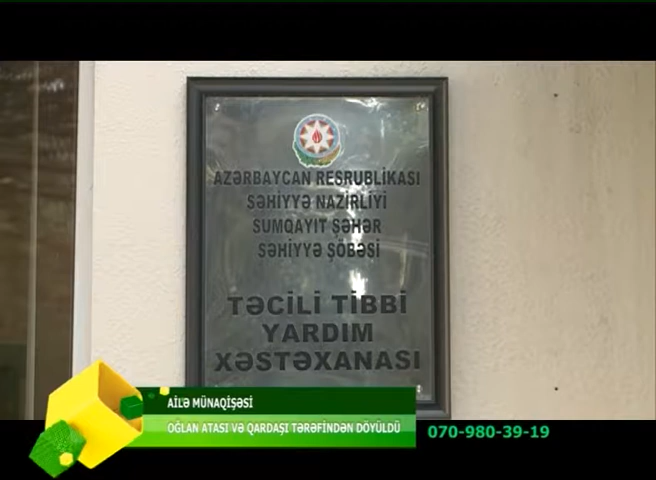 AZƏRBAYCAN RESRUBLİKASI
SƏHİYYƏ NAZİRLİYİ
SUMQAYIT ŞƏHƏR
SƏHİYYƏ ŞÖBƏSİ
TƏCİLİ TİBBİ
YARDIM
XƏSTƏXANASI
AİLƏ MÜNAQİŞƏSİ
OĞLAN ATASI VƏ QARDAŞI TƏRƏFİNDƏN DÖYÜLDÜ
070-980-39-19